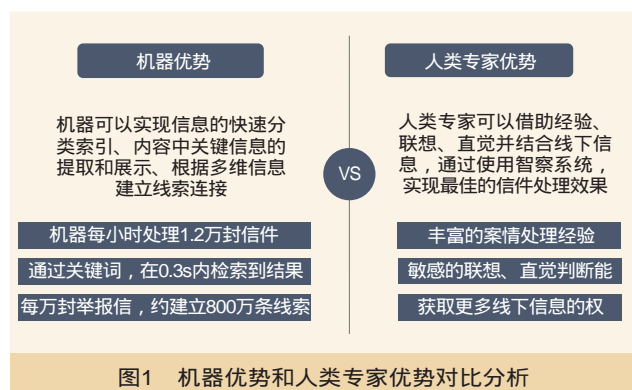 机器优势
机器可以实现信息的快速分
类索引、内容中关键信息的
提取和展示、根据多维信息
建立线索连接
机器每小时处理1.2万封信件
通过关键词，在0.3s内检索到结果
每万封举报信，约建立800万条线索
VS
人类专家优势
人类专家可以借助经验、
联想、直觉并结合线下信
息，通过使用智察系统，
实现最佳的信件处理效果
丰富的案情处理经验
敏感的联想、直觉判断能
获取更多线下信息的权
图1 机器优势和人类专家优势对比分析